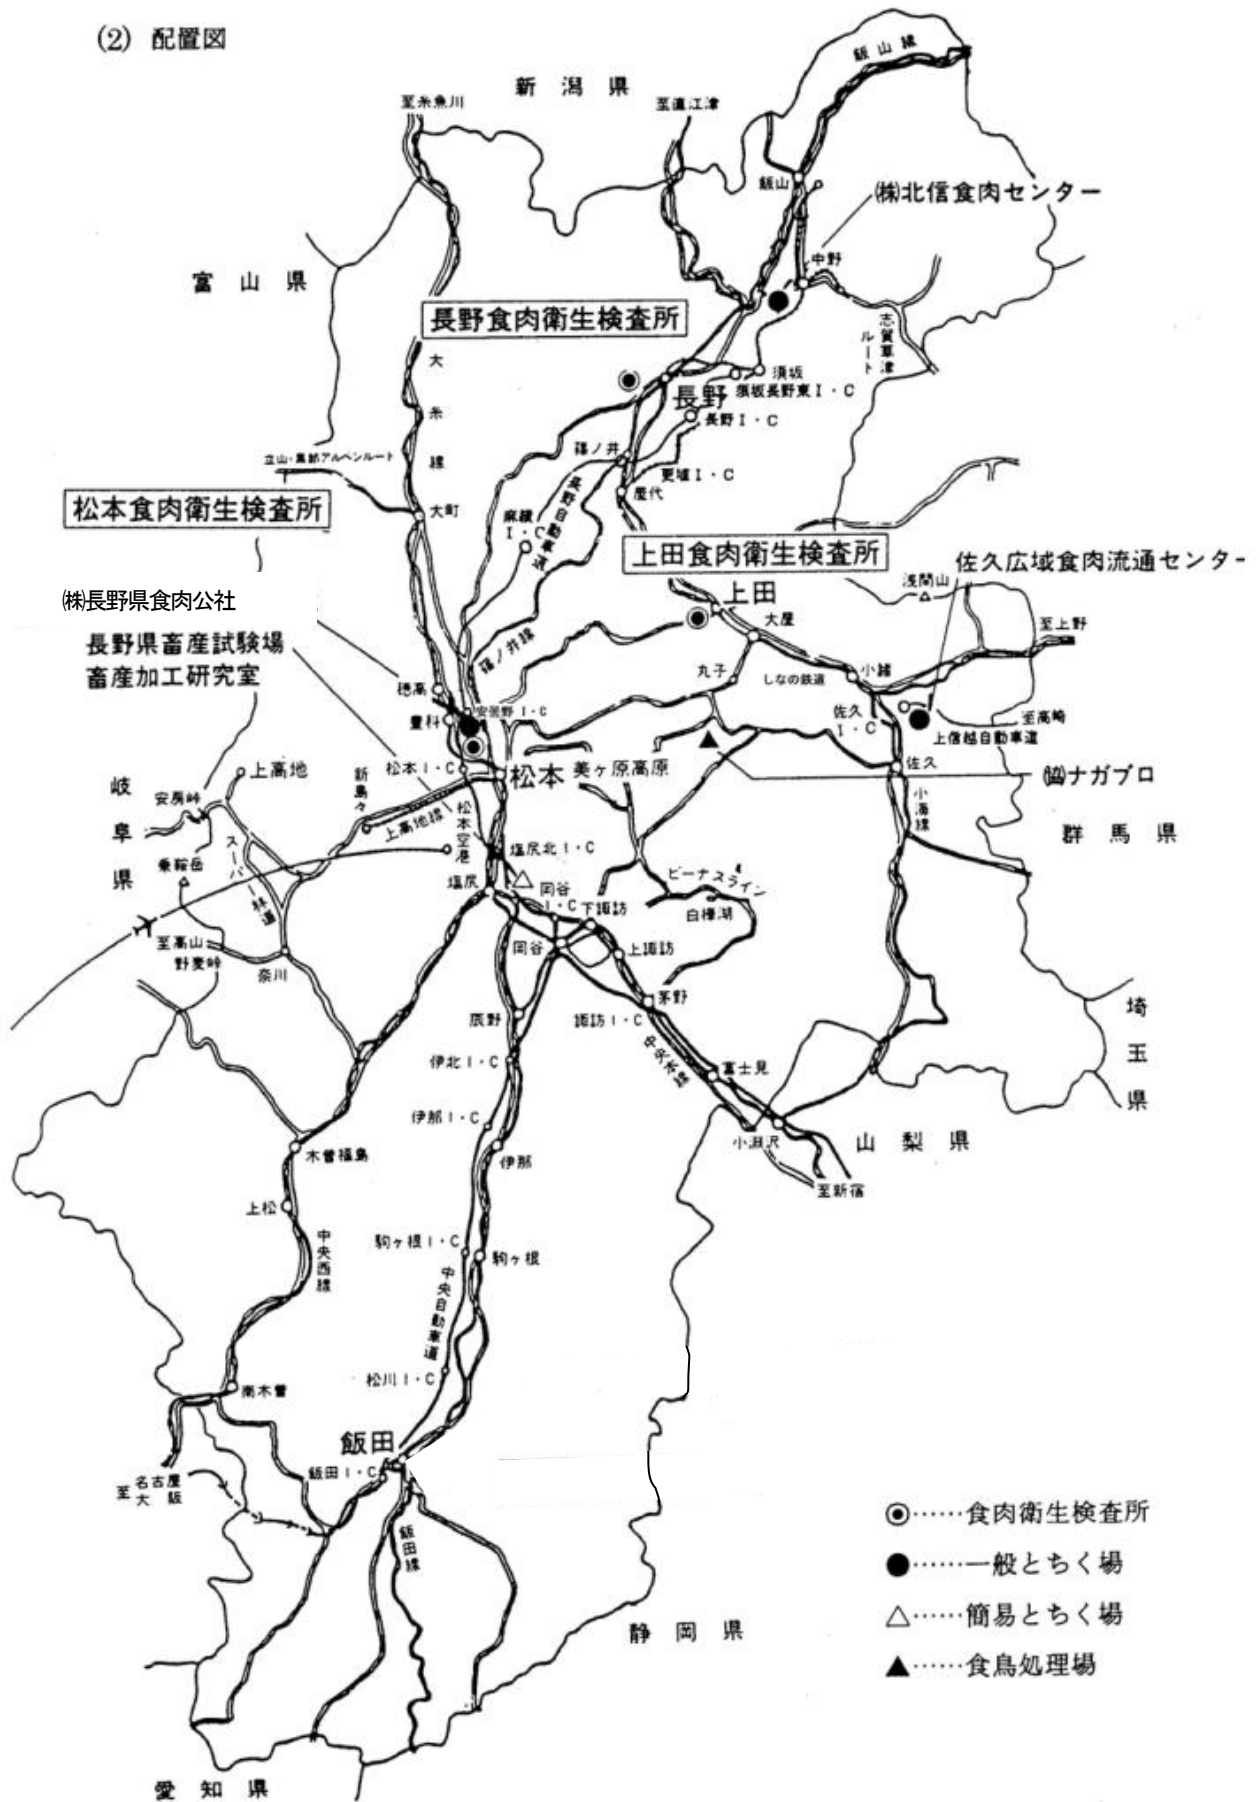 (2) 配置図
新潟県
至糸魚川
至直江津
飯山線
飯山
㈱北信食肉センター
中野
富山県
長野食肉衛生検査所
志賀草津
ルート
大糸線
須坂
長野
須坂長野東I・C
長野I・C
立山・黒部アルペンルート
篠ノ井
更埴I・C
屋代
長野自動車道
麻績
I・C
松本食肉衛生検査所
大町
上田食肉衛生検査所
佐久広域食肉流通センター
浅間山
㈱長野県食肉公社
上田
大屋
至上野
長野県畜産試験場
畜産加工研究室
篠ノ井線
丸子
しなの鉄道
小諸
穂高
安曇野I・C
豊科
佐久
I・C
至高崎
上信越自動車道
上高地
松本I・C
松本
美ヶ原高原
佐久
㈿ナガブロ
岐阜県
安房峠
新島々
上高地線
松本空港
小海線
群馬県
乗鞍岳
スーパー林道
塩尻北I・C
塩尻
岡谷
I・C
下諏訪
ビーナスライン
白樺湖
至高山
野麦峠
奈川
岡谷
上諏訪
茅野
辰野
諏訪I・C
埼玉県
伊北I・C
中央本線
富士見
伊那I・C
小淵沢
山梨県
木曽福島
伊那
至新宿
上松
中央西線
駒ヶ根I・C
駒ヶ根
中央自動車道
松川I・C
南木曽
飯田
飯田I・C
至名古屋
大阪
飯田線
◉……食肉衛生検査所
●……一般とちく場
△……簡易とちく場
▲……食鳥処理場
静岡県
愛知県